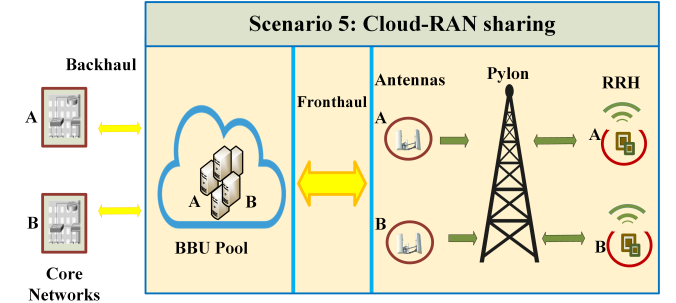 Scenario 5: Cloud-RAN sharing
Backhaul
A
B
Core
Networks
A B
BBU Pool
Fronthaul
Antennas
A
B
Pylon
RRH
A
B